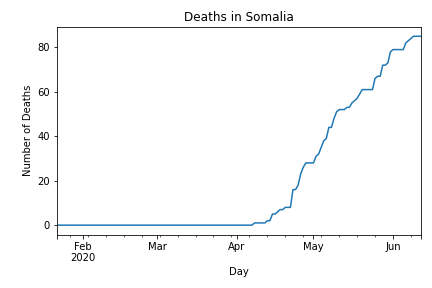 Deaths in Somalia
Number of Deaths
80
60
40
20
0
Feb
2020
Mar
Apr
May
Jun
Day